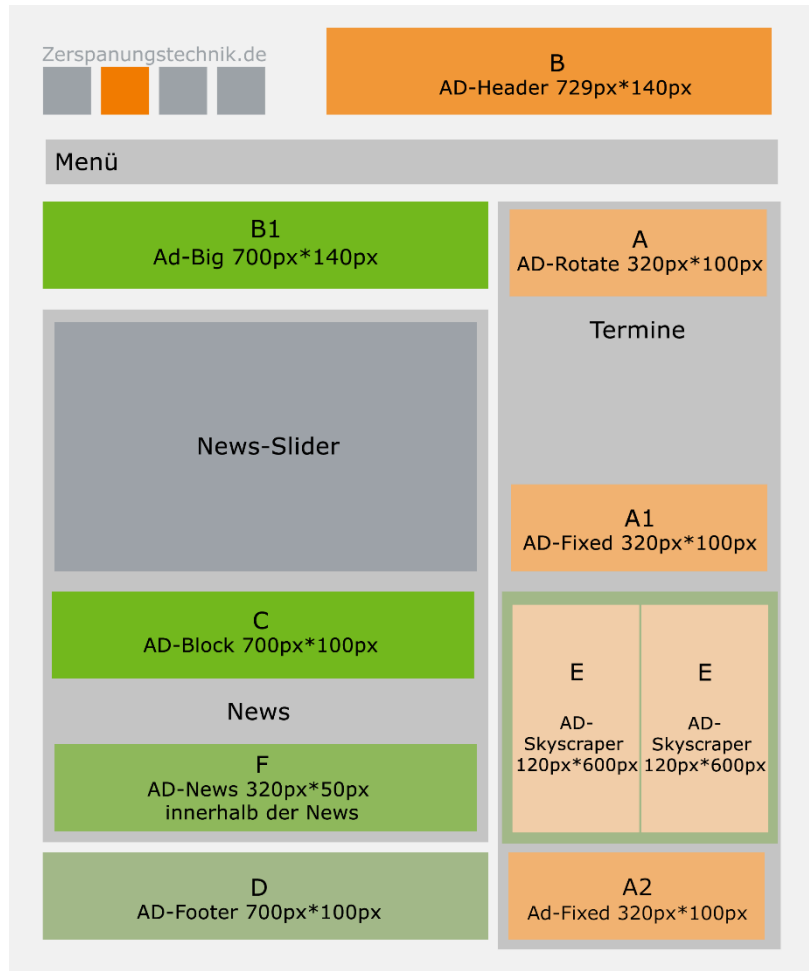 Zerspanungstechnik.de
B
AD-Header 729px*140px
Menü
B1
Ad-Big 700px*140px
A
AD-Rotate 320px*100px
Termine
News-Slider
A1
AD-Fixed 320px*100px
C
AD-Block 700px*100px
News
F
AD-News 320px*50px
innerhalb der News
E
AD-
Skyscraper
120px*600px
E
AD-
Skyscraper
120px*600px
D
AD-Footer 700px*100px
A2
Ad-Fixed 320px*100px